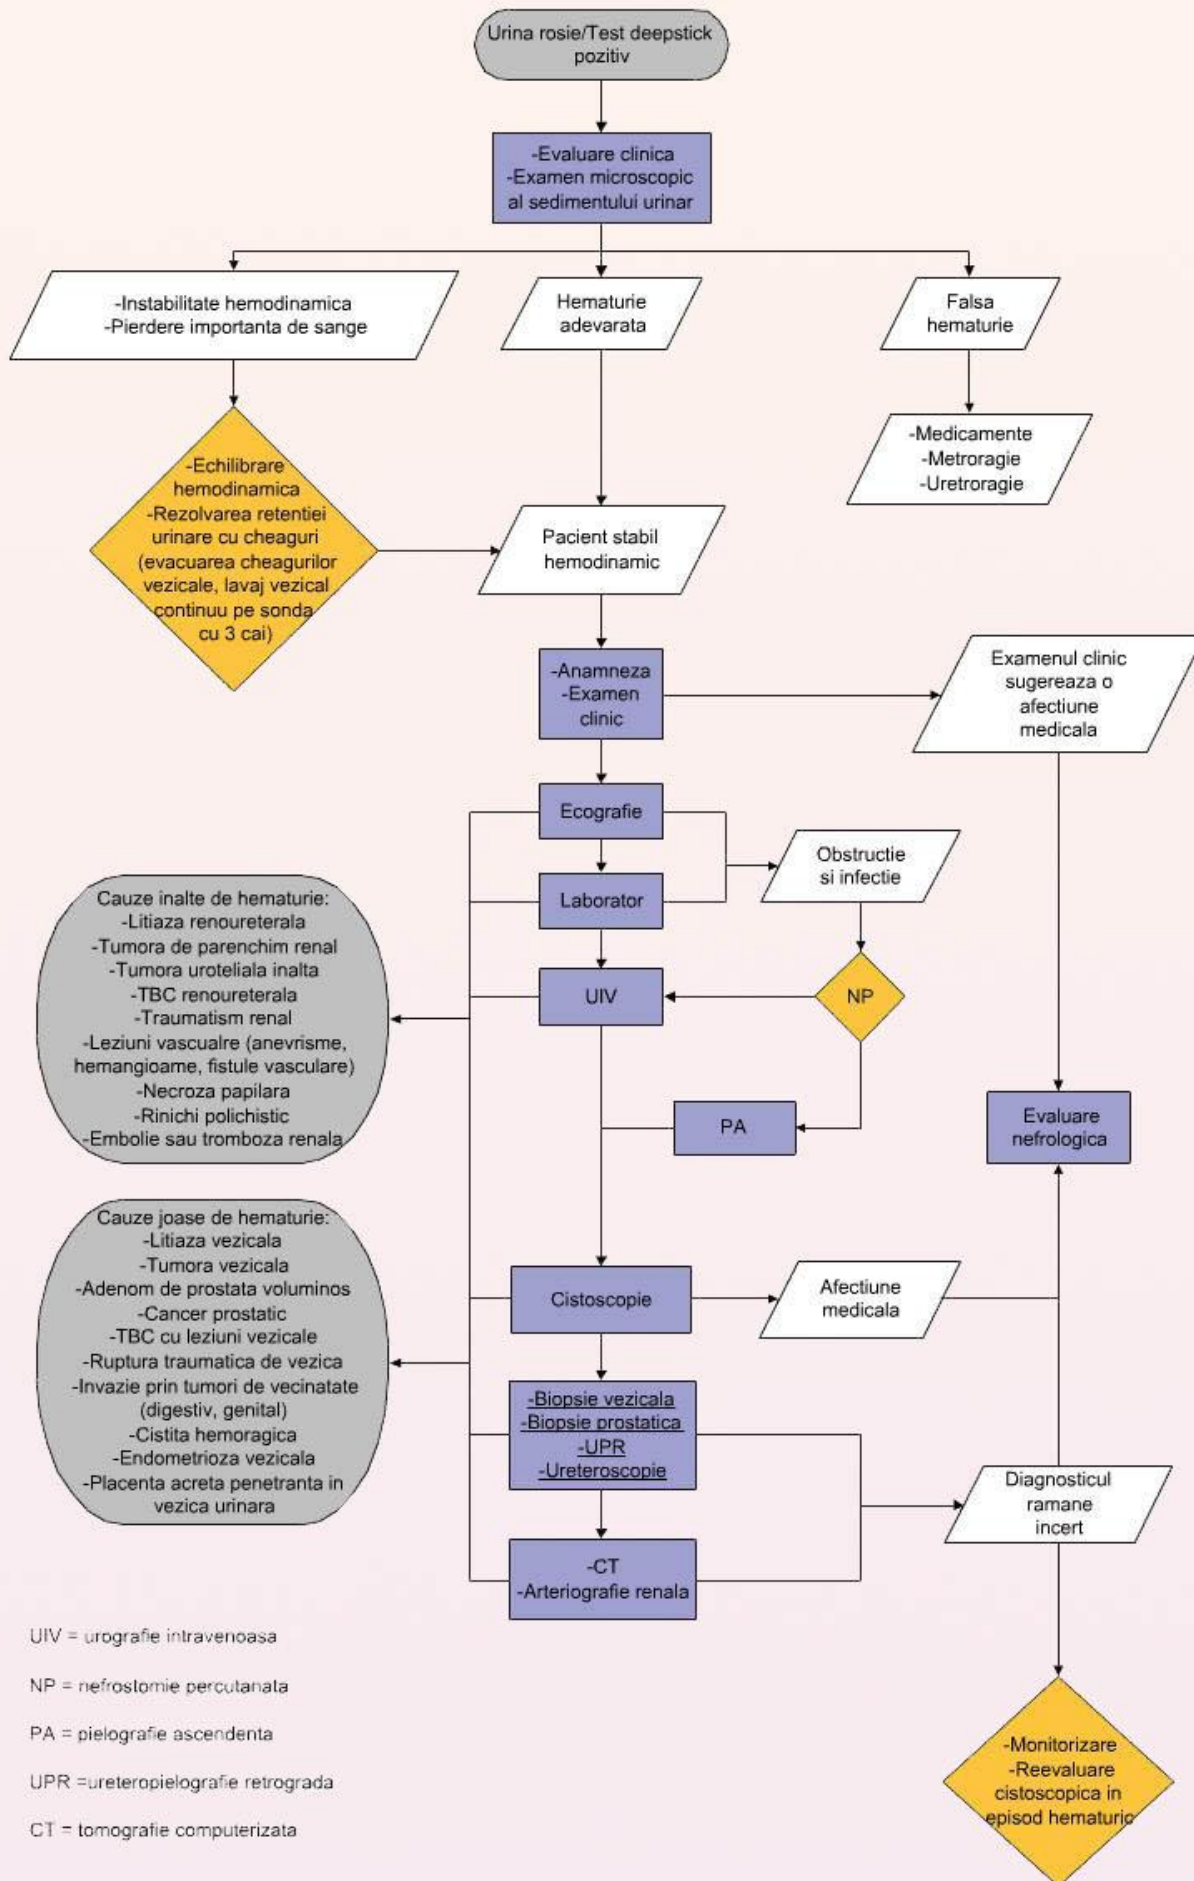 Urina rosie/Test deepstick
pozitiv
-Evaluare clinica
-Examen microscopic
al sedimentului urinar
-Instabilitate hemodinamica
-Pierdere importanta de sange
Hematurie
adevarata
Falsa
hematurie
-Medicamente
-Metroragie
-Uretroragie
-Echilibrare
hemodinamica
-Rezolvarea retentiei
urinare cu cheaguri
(evacuarea cheagurilor
vezicale, lavaj vezical
continuu pe sonda
cu 3 cai)
Pacient stabil
hemodinamic
-Anamneza
-Examen
clinic
Examenul clinic
sugereaza o
afectiune
medicala
Ecografie
Laborator
Obstructie
si infectie
UIV
NP
PA
Evaluare
nefrologica
Cauze inalte de hematurie:
-Litiaza renoureterala
-Tumora de parenchim renal
-Tumora uroteliala inalta
-TBC renoureterala
-Traumatism renal
-Leziuni vascualre (anevrisme,
hemangioame, fistule vasculare)
-Necroza papilara
-Rinichi polichistic
-Embolie sau tromboza renala
Cauze joase de hematurie:
-Litiaza vezicala
-Tumora vezicala
-Adenom de prostata voluminos
-Cancer prostatic
-TBC cu leziuni vezicale
-Ruptura traumatica de vezica
-Invazie prin tumori de vecinatate
(digestiv, genital)
-Cistita hemoragica
-Endometrioza vezicala
-Placenta acreta penetranta in
vezica urinara
Cistoscopie
Afectiune
medicala
-Biopsie vezicala
-Biopsie prostatica
-UPR
-Ureteroscopie
Diagnosticul
ramane
incert
-CT
-Arteriografie renala
-Monitorizare
-Reevaluare
cistoscopica in
episod hematuric
UIV = urografie intravenoasa
NP = nefrostomie percutanata
PA = pielografie ascendenta
UPR =ureteropielografie retrograda
CT = tomografie computerizata